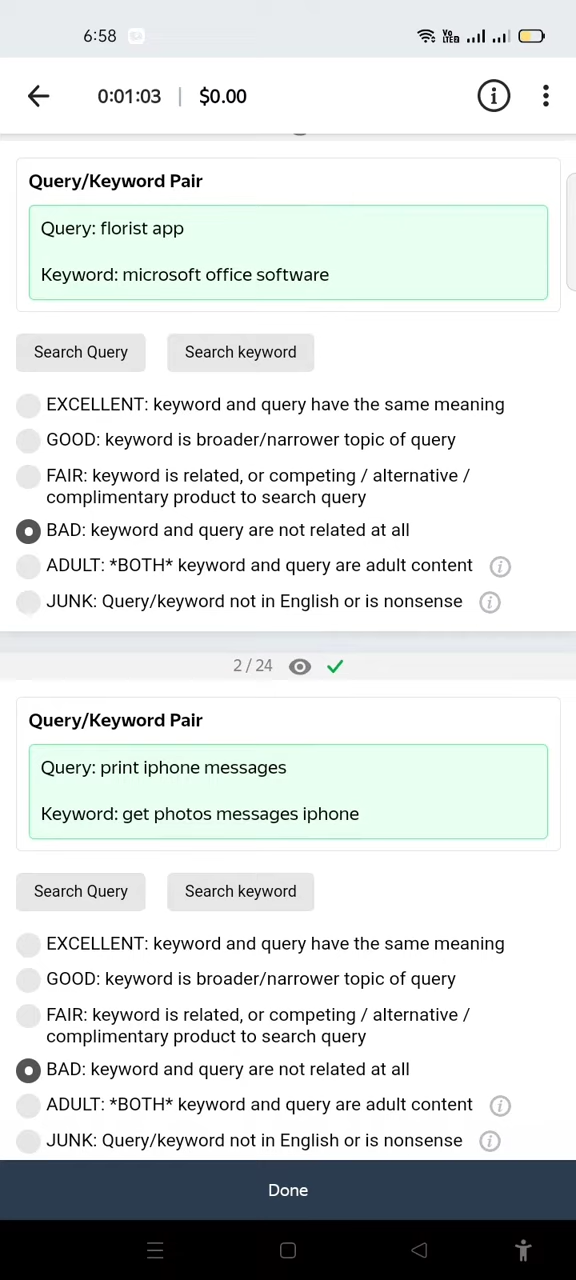 6:58
Vo
LTE2
0:01:03 | $0.00
Query/Keyword Pair
Query: florist app
Keyword: microsoft office software
Search Query Search keyword
EXCELLENT: keyword and query have the same meaning
GOOD: keyword is broader/narrower topic of query
FAIR: keyword is related, or competing / alternative /
complimentary product to search query
BAD: keyword and query are not related at all
ADULT: *BOTH* keyword and query are adult content
JUNK: Query/keyword not in English or is nonsense
2 / 24
Query/Keyword Pair
Query: print iphone messages
Keyword: get photos messages iphone
Search Query Search keyword
EXCELLENT: keyword and query have the same meaning
GOOD: keyword is broader/narrower topic of query
FAIR: keyword is related, or competing / alternative /
complimentary product to search query
BAD: keyword and query are not related at all
ADULT: *BOTH* keyword and query are adult content
JUNK: Query/keyword not in English or is nonsense
Done